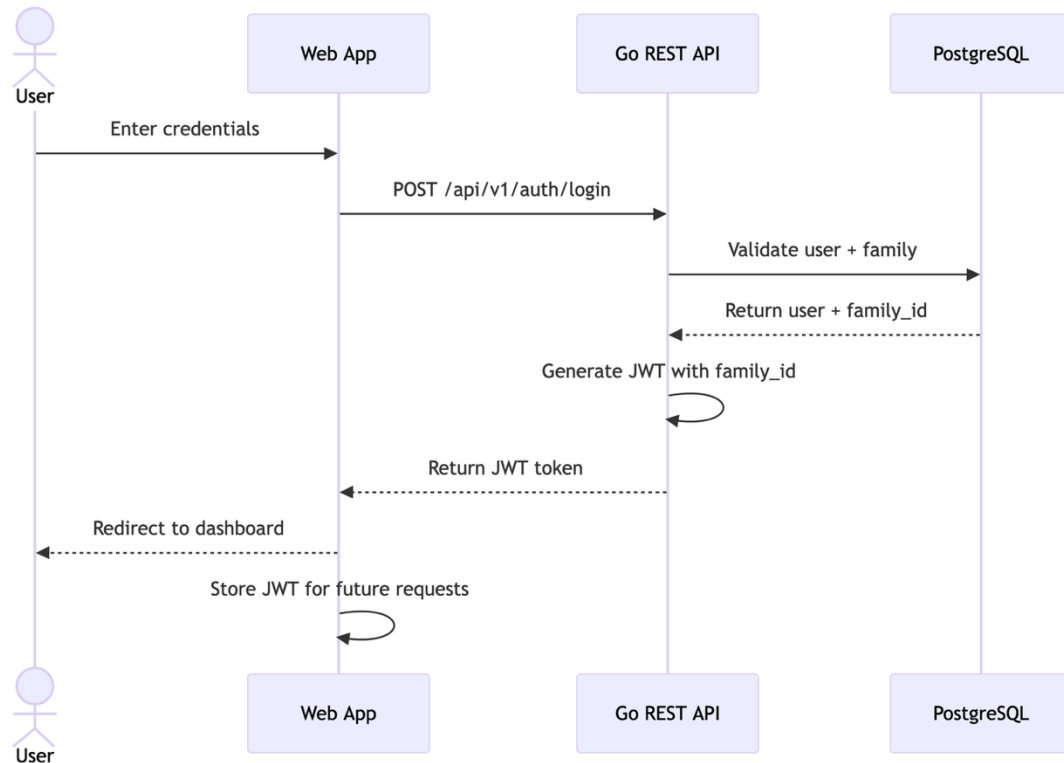 Web App
Go REST API
PostgreSQL
User
Enter credentials
POST /api/v1/auth/login
Validate user + family
Return user + family_id
Generate JWT with family_id
Return JWT token
Redirect to dashboard
Store JWT for future requests
Web App
Go REST API
PostgreSQL
User